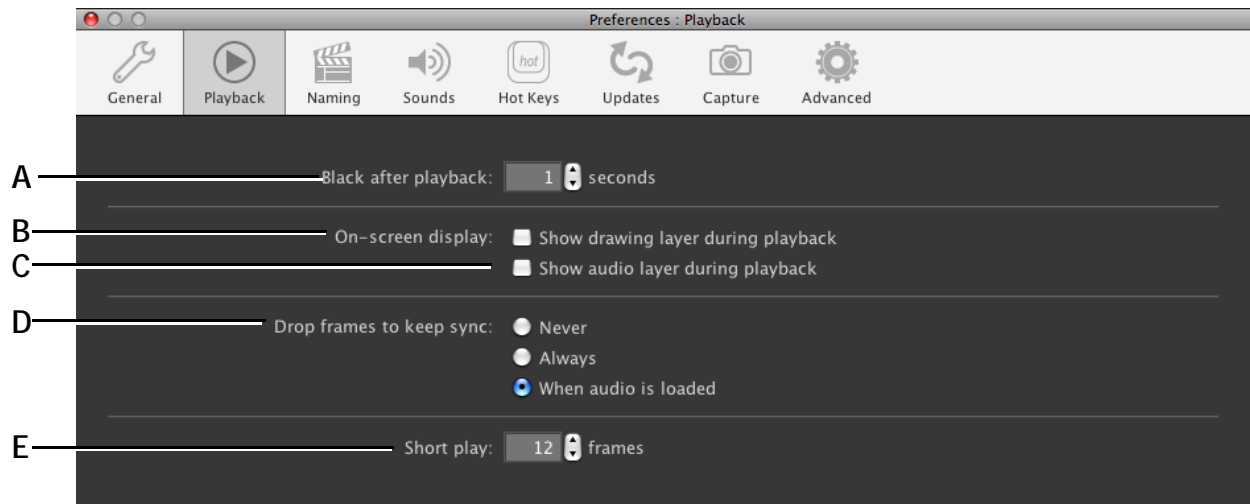 Preferences : Playback
General Playback Naming Sounds hot Hot Keys Updates Capture Advanced
A Black after playback: 1 seconds
B On-screen display: Show drawing layer during playback
C Show audio layer during playback
D Drop frames to keep sync: Never
Always
When audio is loaded
E Short play: 12 frames